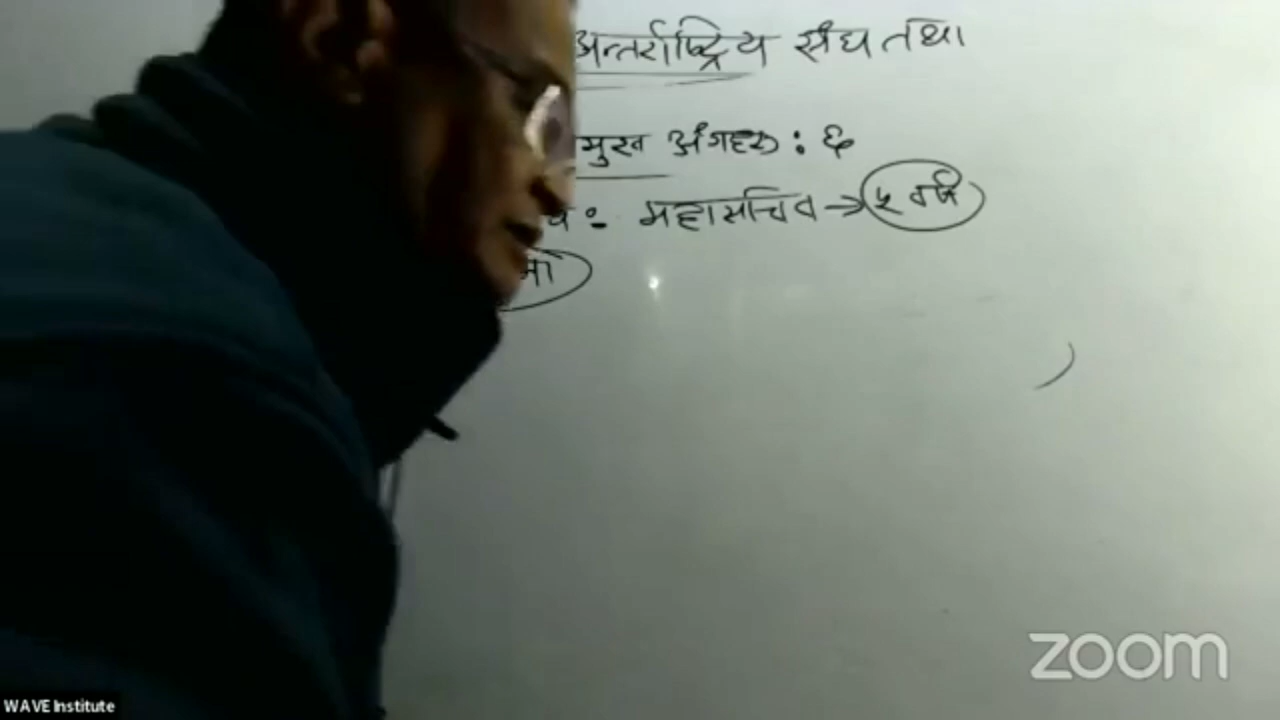 अन्तर्राष्ट्रिय संघ तथा
मुख अंगहरु : ६
व : महासचिव → ५ वर्ष
मा
zoom
WAVE Institute